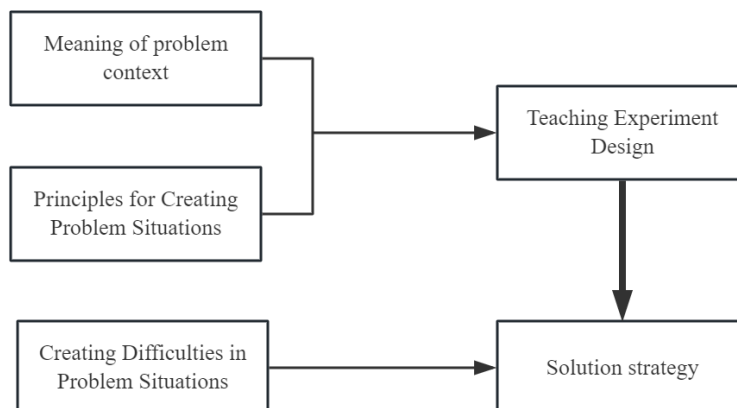 Meaning of problem
context
Teaching Experiment
Design
Principles for Creating
Problem Situations
Creating Difficulties in
Problem Situations
Solution strategy